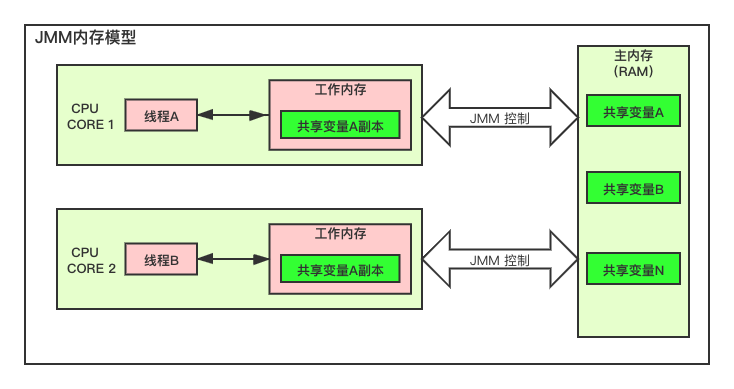 JMM内存模型
CPU
CORE 1
线程A
工作内存
共享变量A副本
JMM 控制
主内存
(RAM)
共享变量A
共享变量B
共享变量N
CPU
CORE 2
线程B
工作内存
共享变量A副本
JMM 控制